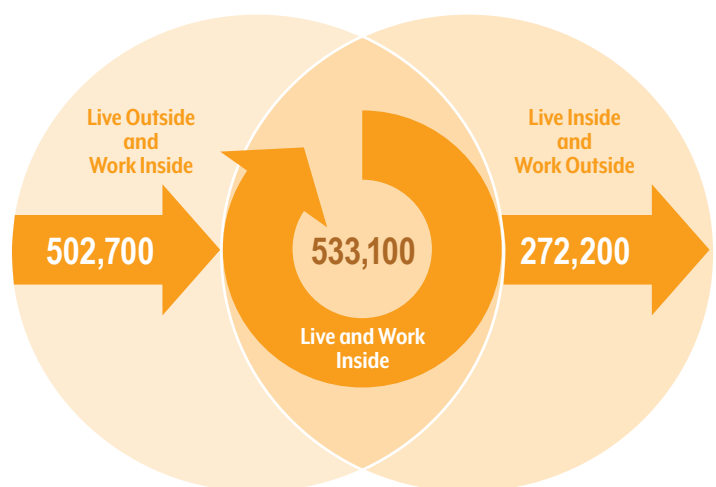 Live Outside
and
Work Inside
502,700
533,100
Live and Work
Inside
Live Inside
and
Work Outside
272,200